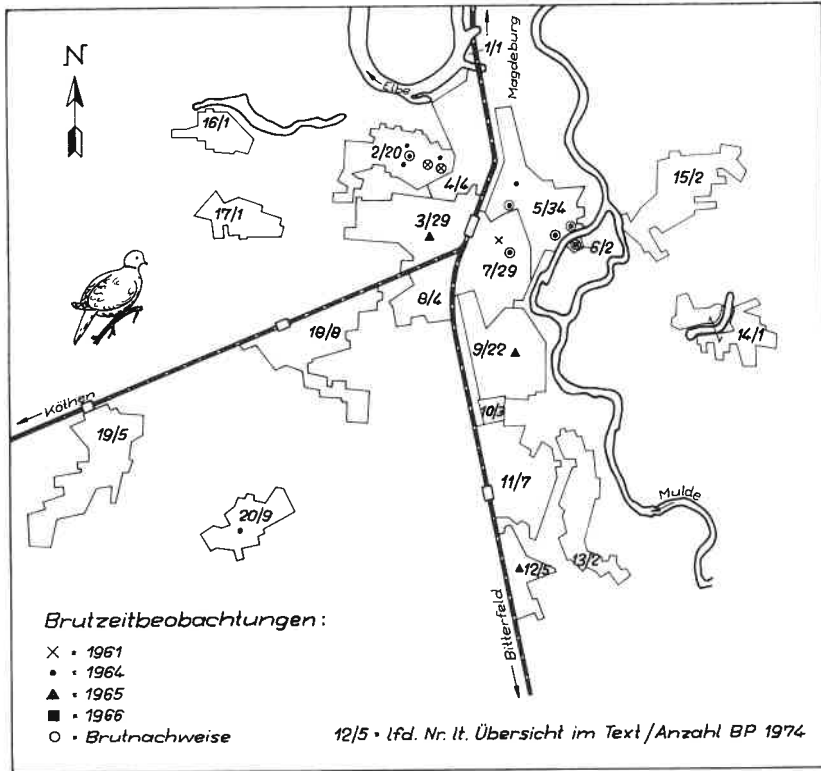 N
1/1
Magdeburg
Elbe
16/1
2/20
4/4
15/2
17/1
3/29
5/34
6/2
7/29
8/4
18/8
14/1
9/22
Köthen
10/3
19/5
11/7
Mulde
20/9
12/5
13/2
Bitterfeld
Brutzeitbeobachtungen:
× • 1961
• • 1964
▲ • 1965
■ • 1966
○ • Brutnachweise
12/5 • lfd. Nr. lt. Übersicht im Text / Anzahl BP 1974